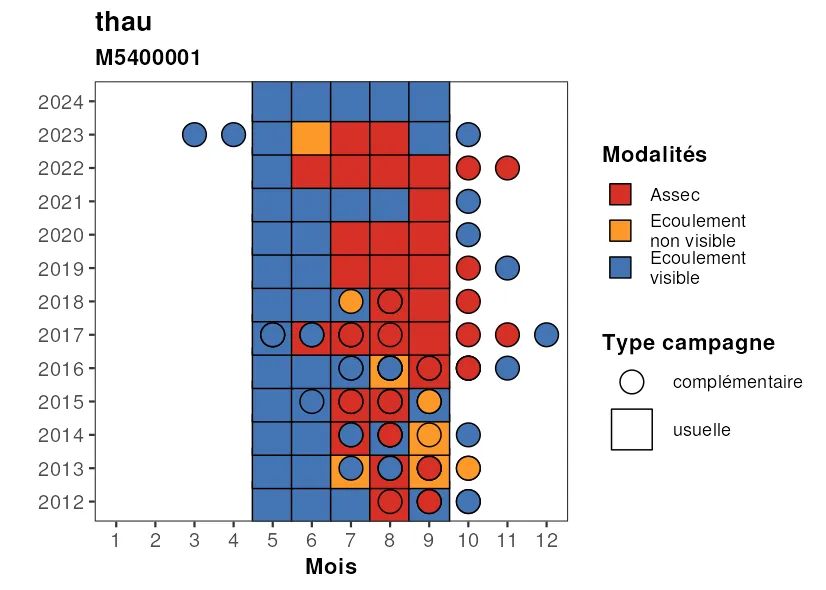 thau
M5400001
2024
2023
2022
2021
2020
2019
2018
2017
2016
2015
2014
2013
2012
1 2 3 4 5 6 7 8 9 10 11 12
Mois
Modalités
Assec
Ecoulement
non visible
Ecoulement
visible
Type campagne
complémentaire
usuelle